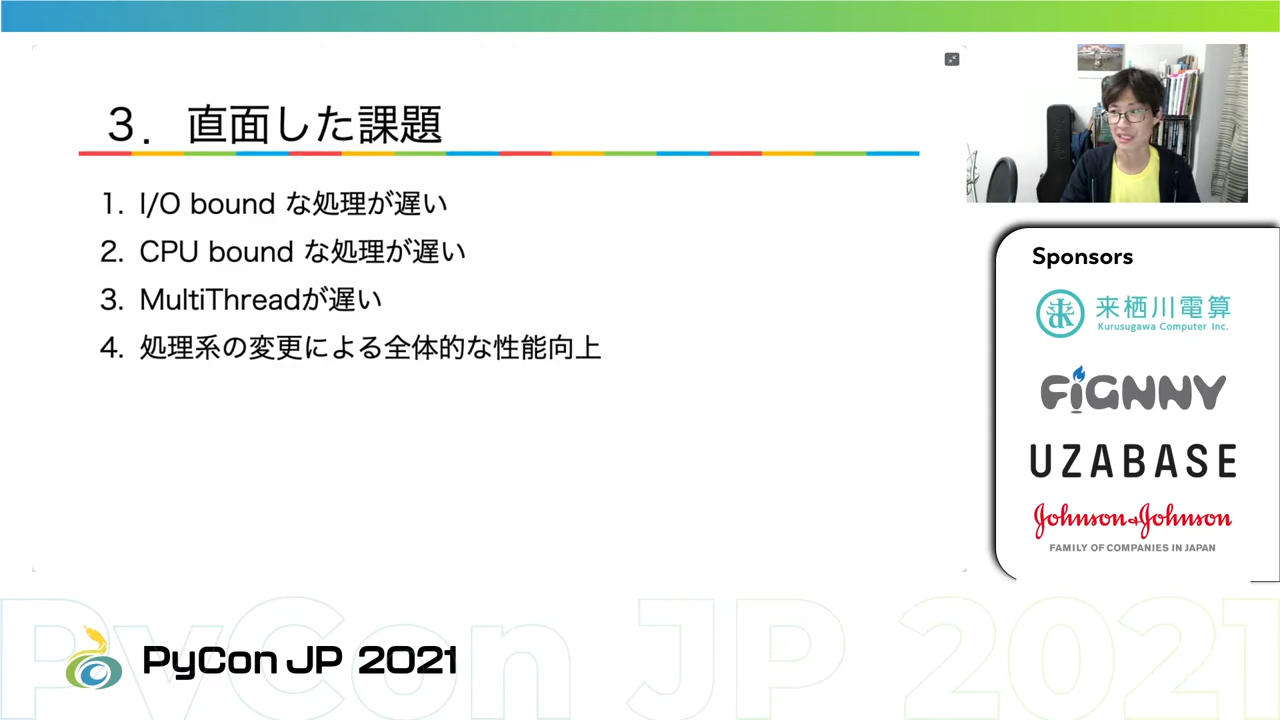 ３．直面した課題
1. I/O bound な処理が遅い
2. CPU bound な処理が遅い
3. MultiThreadが遅い
4. 処理系の変更による全体的な性能向上
Sponsors
来栖川電算
Kurusugawa Computer Inc.
FiGNNY
UZABASE
Johnson&Johnson
FAMILY OF COMPANIES IN JAPAN
PyCon JP 2021
PyCon JP 2021